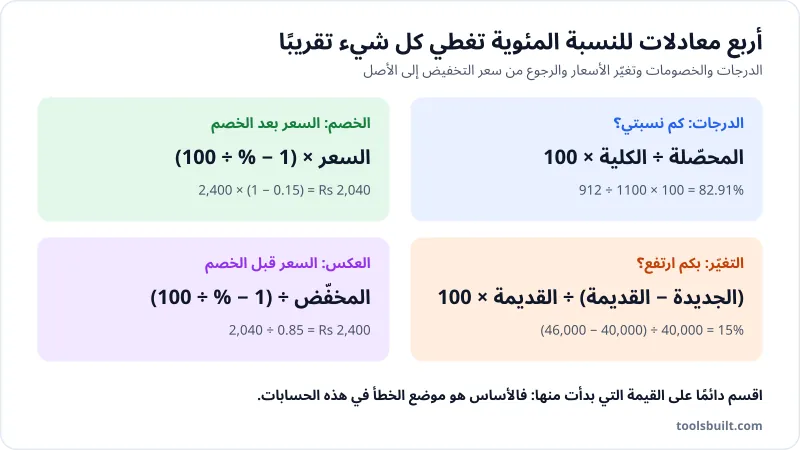 أربع معادلات للنسبة المئوية تغطي كل شيء تقريبًا
الدرجات والخصومات وتغيّر الأسعار والرجوع من سعر التخفيض إلى الأصل
الدرجات: كم نسبتي؟
المحصّلة ÷ الكلية × 100
912 ÷ 1100 × 100 = 82.91%
الخصم: السعر بعد الخصم
السعر × (1 − % ÷ 100)
2,400 × (1 − 0.15) = Rs 2,040
التغيّر: بكم ارتفع؟
(الجديدة − القديمة) ÷ القديمة × 100
(46,000 − 40,000) ÷ 40,000 = 15%
العكس: السعر قبل الخصم
المخفّض ÷ (1 − % ÷ 100)
2,040 ÷ 0.85 = Rs 2,400
اقسم دائمًا على القيمة التي بدأت منها: فالأساس هو موضع الخطأ في هذه الحسابات.
toolsbuilt.com